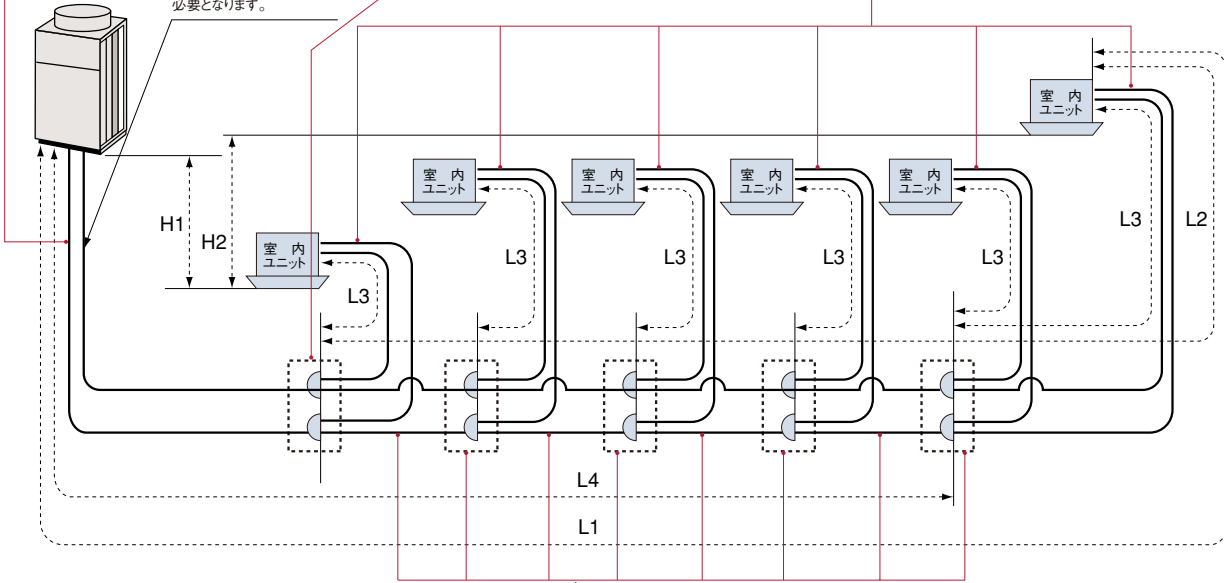 必要となります。
室 内
ユニット
室 内
ユニット
室 内
ユニット
室 内
ユニット
室 内
ユニット
室 内
ユニット
H1
H2
L3
L3
L3
L3
L3
L3
L2
L4
L1